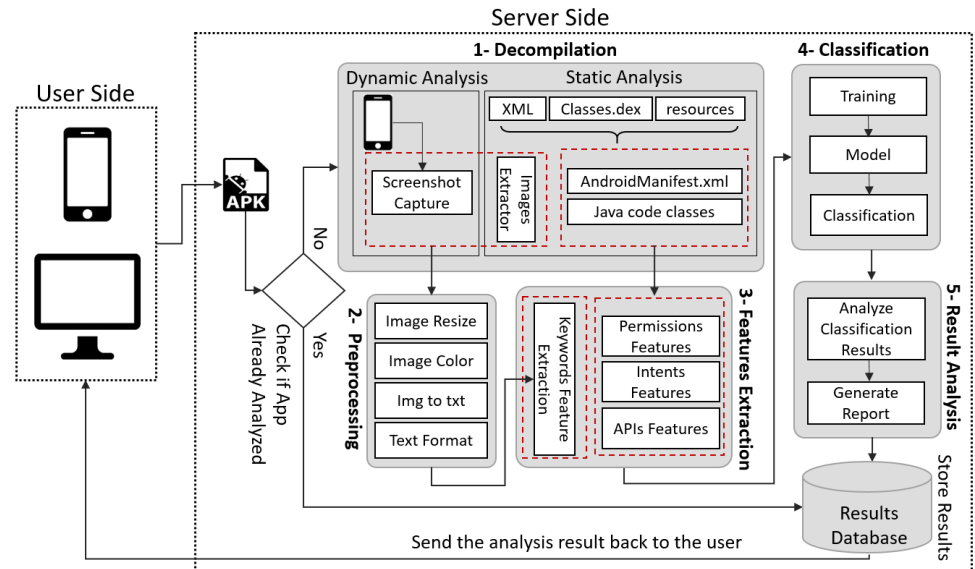 Server Side
User Side
APK
No
Yes
Check if App
Already Analyzed
1- Decompilation
Dynamic Analysis
Static Analysis
XML
Classes.dex
resources
Screenshot
Capture
Images
Extractor
AndroidManifest.xml
Java code classes
2- Preprocessing
Image Resize
Image Color
Img to txt
Text Format
3- Features Extraction
Keywords Feature
Extraction
Permissions
Features
Intents
Features
APIs Features
4- Classification
Training
Model
Classification
5-Result Analysis
Analyze
Classification
Results
Generate
Report
Store Results
Results
Database
Send the analysis result back to the user